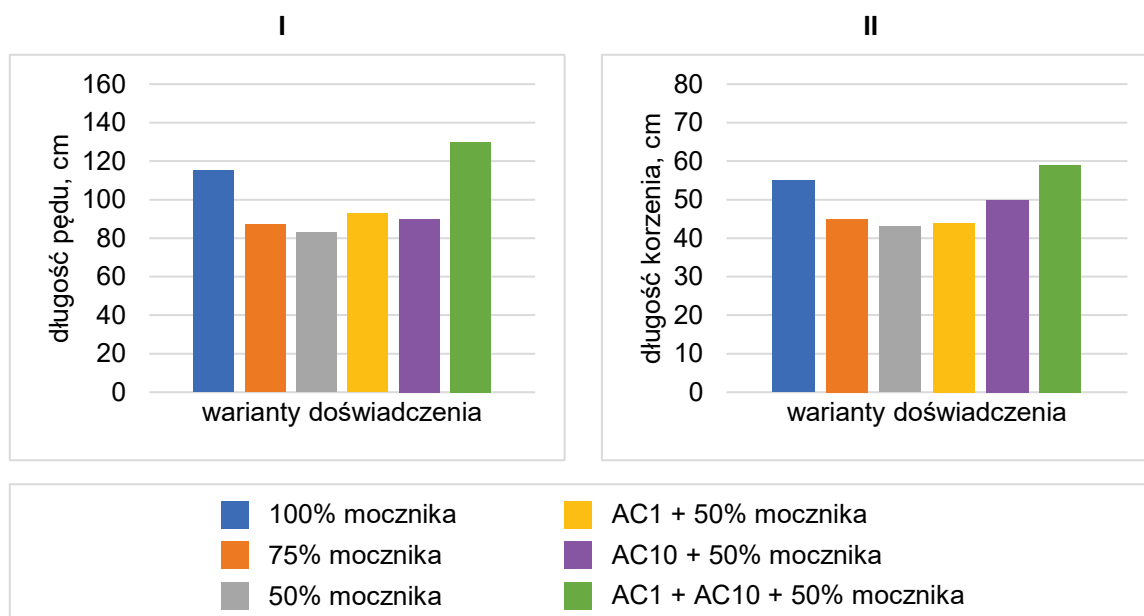 I
II
długość pędu, cm
160
140
120
100
80
60
40
20
0
warianty doświadczenia
długość korzenia, cm
80
70
60
50
40
30
20
10
0
warianty doświadczenia
100% mocznika
75% mocznika
50% mocznika
AC1 + 50% mocznika
AC10 + 50% mocznika
AC1 + AC10 + 50% mocznika